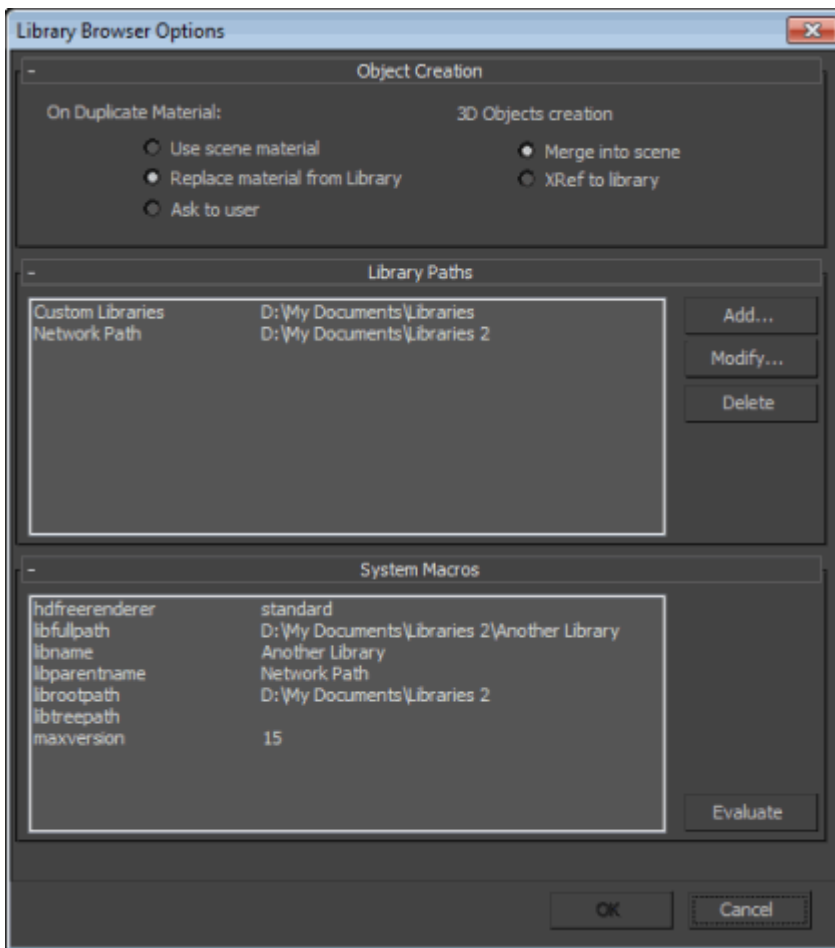 Library Browser Options
Object Creation
On Duplicate Material:
3D Objects creation
Use scene material
Merge into scene
Replace material from Library
XRef to library
Ask to user
Library Paths
Custom Libraries D:\My Documents\Libraries
Network Path D:\My Documents\Libraries 2
Add...
Modify...
Delete
System Macros
hdfreerenderer standard
libfullpath D:\My Documents\Libraries 2\Another Library
libname Another Library
libparentname Network Path
librootpath D:\My Documents\Libraries 2
libtreepath
maxversion 15
Evaluate
OK Cancel